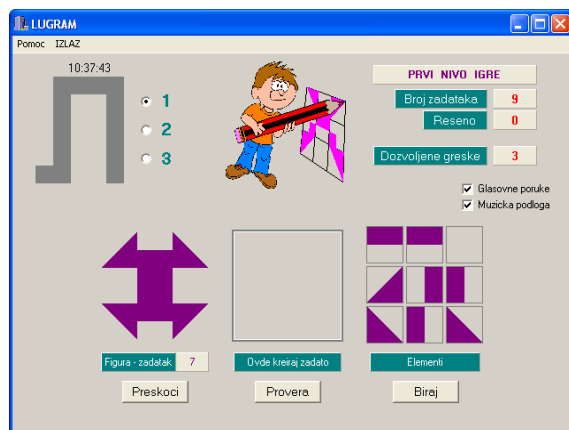 LUGRAM
Pomoc IZLAZ
10:37:43
1
2
3
PRVI NIVO IGRE
Broj zadataka 9
Reseno 0
Dozvoljene greske 3
Glasovne poruke
Muzicka podloga
Figura - zadatak 7
Ovde kreiraj zadato
Elementi
Preskoci
Provera
Biraj